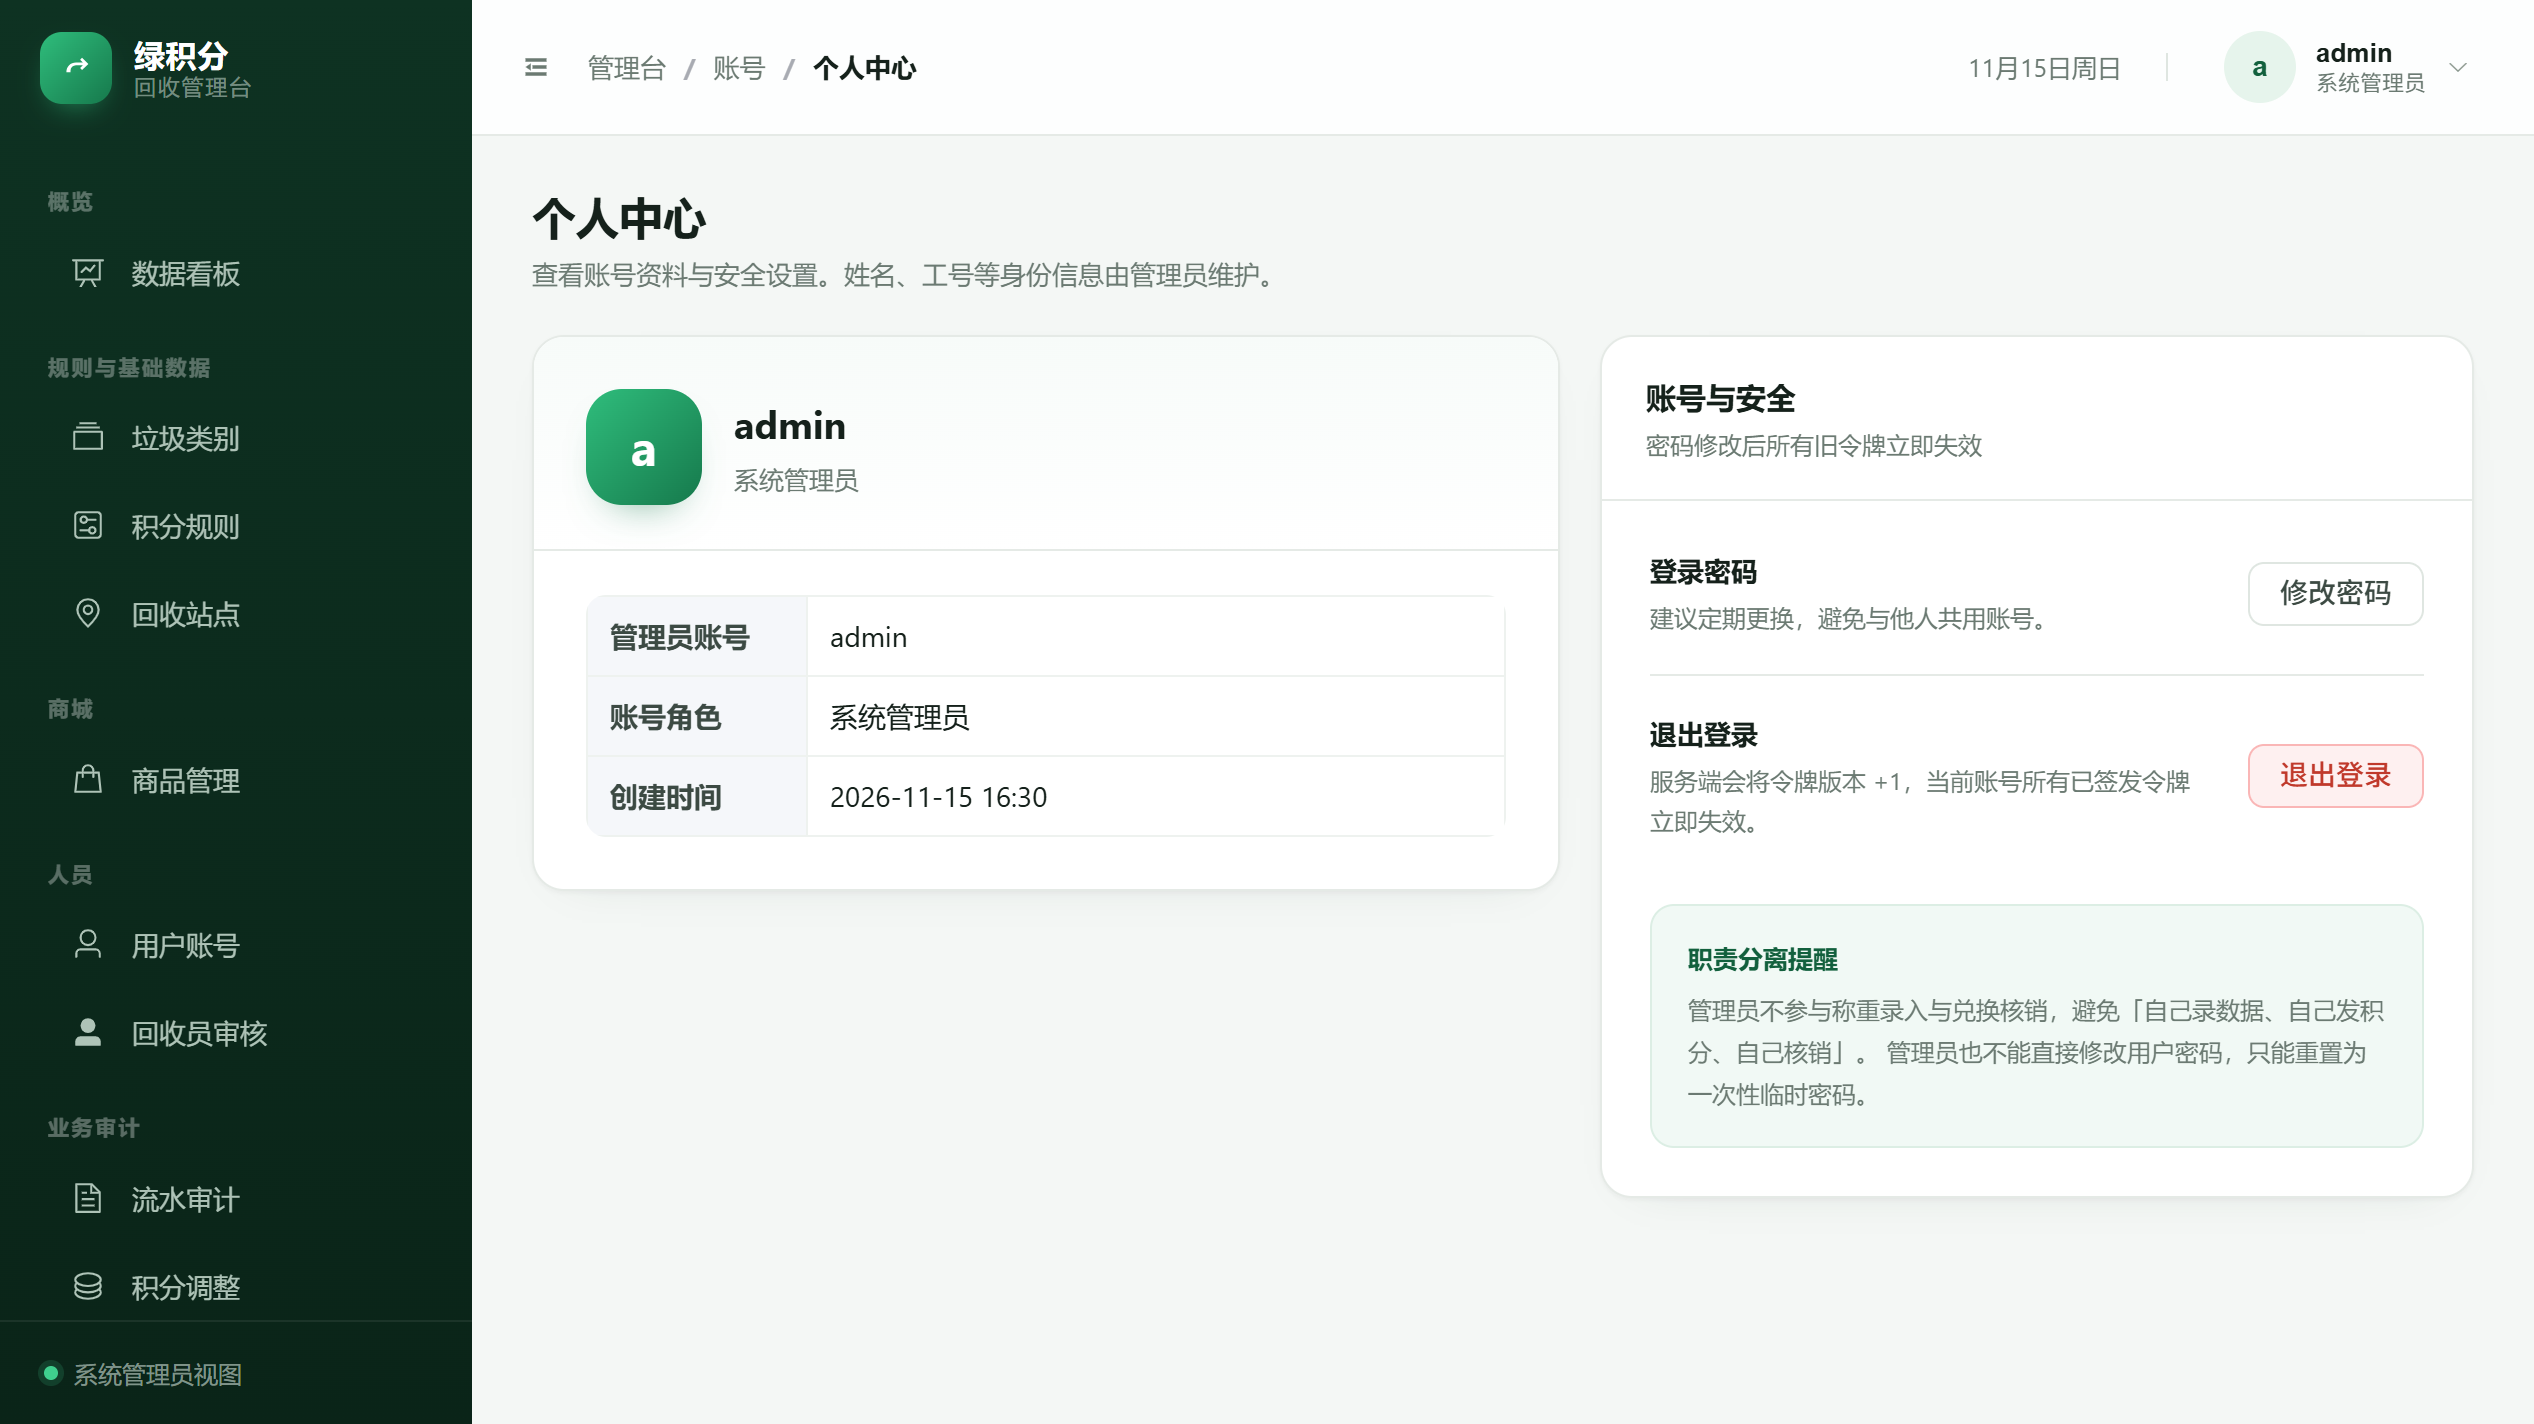 绿积分
回收管理台
概览
数据看板
规则与基础数据
垃圾类别
积分规则
回收站点
商城
商品管理
人员
用户账号
回收员审核
业务审计
流水审计
积分调整
系统管理员视图
管理台 / 账号 / 个人中心
11月15日周日
a
admin
系统管理员
个人中心
查看账号资料与安全设置。姓名、工号等身份信息由管理员维护。
a
admin
系统管理员
管理员账号 admin
账号角色 系统管理员
创建时间 2026-11-15 16:30
账号与安全
密码修改后所有旧令牌立即失效
登录密码
建议定期更换，避免与他人共用账号。
修改密码
退出登录
服务端会将令牌版本 +1，当前账号所有已签发令牌
立即失效。
退出登录
职责分离提醒
管理员不参与称重录入与兑换核销，避免「自己录数据、自己发积
分、自己核销」。 管理员也不能直接修改用户密码，只能重置为
一次性临时密码。